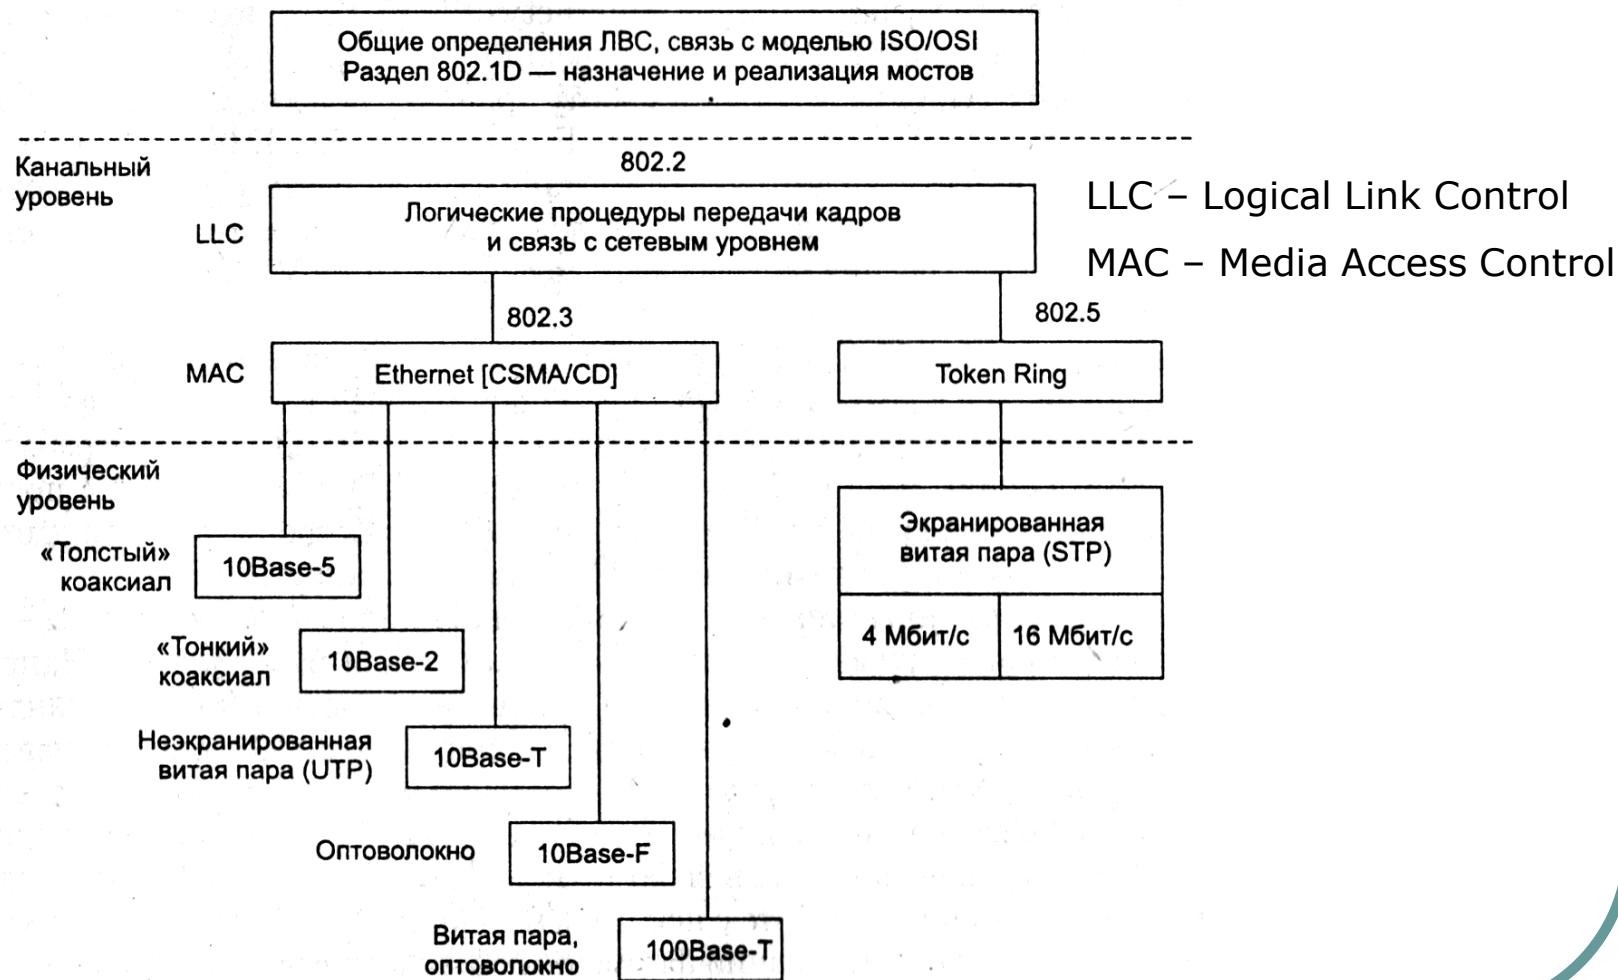 Общие определения ЛВС, связь с моделью ISO/OSI
Раздел 802.1D — назначение и реализация мостов
Канальный
уровень
802.2
LLC
Логические процедуры передачи кадров
и связь с сетевым уровнем
LLC – Logical Link Control
MAC – Media Access Control
802.3
802.5
MAC
Ethernet [CSMA/CD]
Token Ring
Физический
уровень
«Толстый»
коаксиал
10Base-5
Экранированная
витая пара (STP)
4 Мбит/с
16 Мбит/с
«Тонкий»
коаксиал
10Base-2
Неэкранированная
витая пара (UTP)
10Base-T
Оптоволокно
10Base-F
Витая пара,
оптоволокно
100Base-T